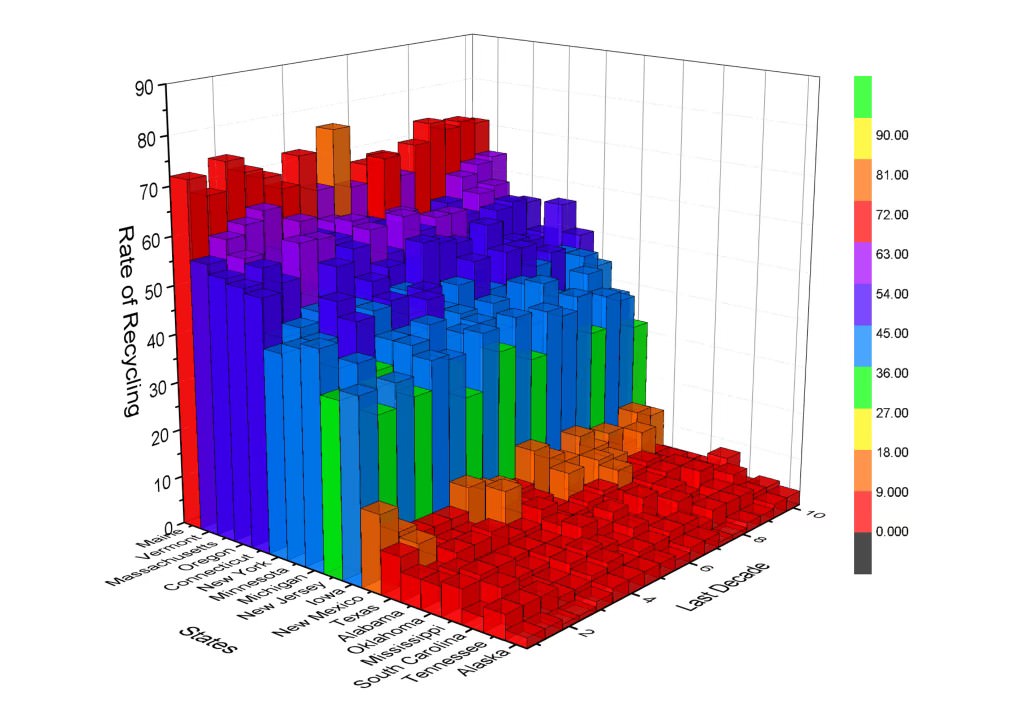 90
80
70
60
50
40
30
20
10
0
Rate of Recycling
Maine
Vermont
Massachusetts
Oregon
Connecticut
New York
Minnesota
Michigan
New Jersey
Iowa
New Mexico
Texas
Alabama
Oklahoma
Mississippi
South Carolina
Tennessee
Alaska
States
2
4
6
8
10
Last Decade
90.00
81.00
72.00
63.00
54.00
45.00
36.00
27.00
18.00
9.000
0.000